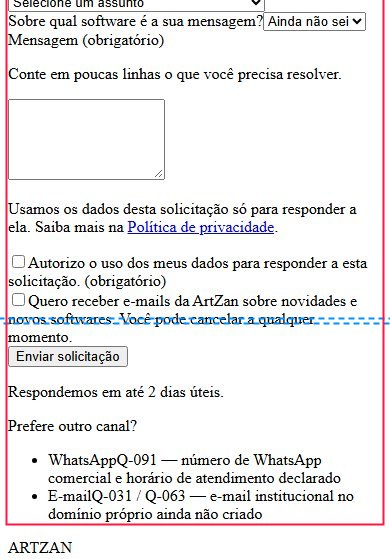 Selecione um assunto
Sobre qual software é a sua mensagem? Ainda não sei
Mensagem (obrigatório)
Conte em poucas linhas o que você precisa resolver.
Usamos os dados desta solicitação só para responder a
ela. Saiba mais na Política de privacidade.
Autorizo o uso dos meus dados para responder a esta
solicitação. (obrigatório)
Quero receber e-mails da ArtZan sobre novidades e
novos softwares. Você pode cancelar a qualquer
momento.
Enviar solicitação
Respondemos em até 2 dias úteis.
Prefere outro canal?
WhatsAppQ-091 — número de WhatsApp
comercial e horário de atendimento declarado
E-mailQ-031 / Q-063 — e-mail institucional no
domínio próprio ainda não criado
ARTZAN